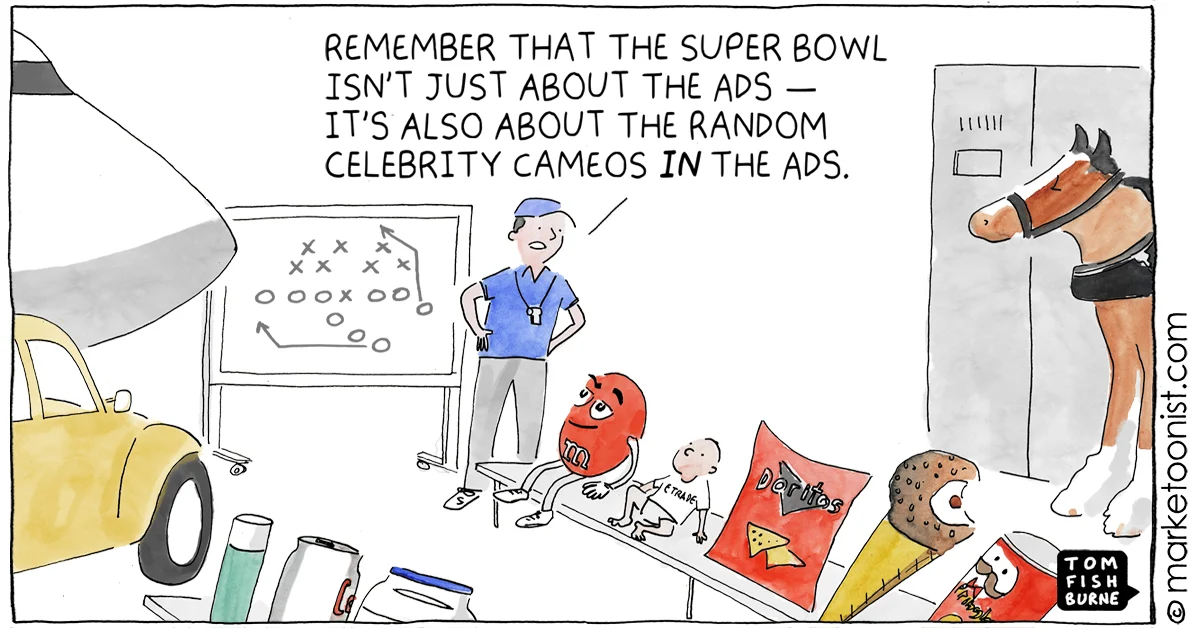 REMEMBER THAT THE SUPER BOWL
ISN'T JUST ABOUT THE ADS —
IT'S ALSO ABOUT THE RANDOM
CELEBRITY CAMEOS IN THE ADS.
x x x
x x x x
O O O x O O O
O
O
O
m
ETRADE
Doritos
Pringles
TOM
FISH
BURNE
© marketoonist.com